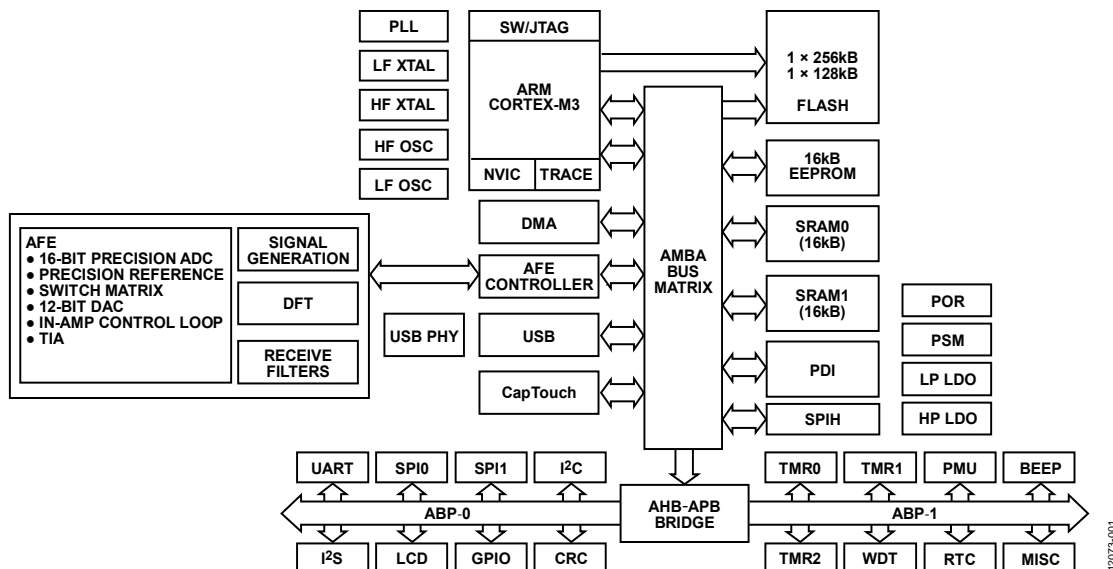 PLL
LF XTAL
HF XTAL
HF OSC
LF OSC
SW/JTAG
ARM
CORTEX-M3
NVIC
TRACE
1 × 256kB
1 × 128kB
FLASH
16kB
EEPROM
SRAM0
(16kB)
SRAM1
(16kB)
PDI
SPIH
POR
PSM
LP LDO
HP LDO
AMBA
BUS
MATRIX
DMA
AFE
CONTROLLER
USB PHY
USB
CapTouch
AFE
● 16-BIT PRECISION ADC
● PRECISION REFERENCE
● SWITCH MATRIX
● 12-BIT DAC
● IN-AMP CONTROL LOOP
● TIA
SIGNAL
GENERATION
DFT
RECEIVE
FILTERS
UART
SPI0
SPI1
I²C
TMR0
TMR1
PMU
BEEP
ABP-0
AHB-APB
BRIDGE
ABP-1
I²S
LCD
GPIO
CRC
TMR2
WDT
RTC
MISC
12073-001